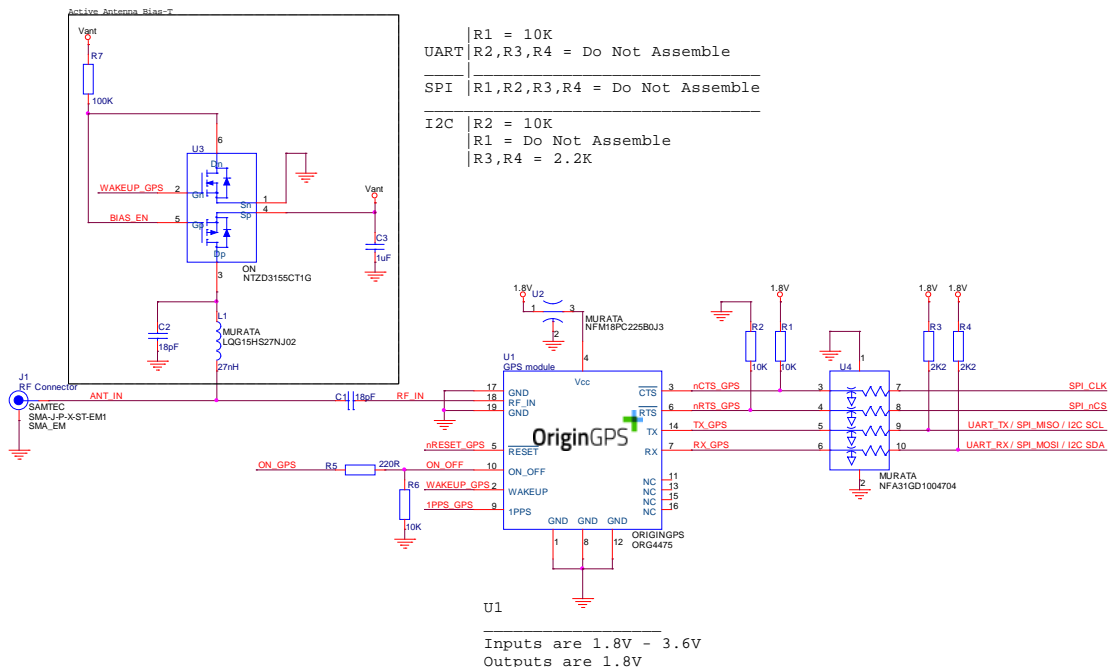 Active Antenna Bias-T
Vant
R7
100K
6
U3
Dn
WAKEUP_GPS
2
Gn
1
Sn
4
Sp
BIAS_EN
5
Gp
Dp
3
ON
NTZD3155CT1G
Vant
C3
1uF
C2
18pF
L1
MURATA
LQG15HS27NJ02
27nH
R1 = 10K
UART R2,R3,R4 = Do Not Assemble
SPI R1,R2,R3,R4 = Do Not Assemble
I2C R2 = 10K
R1 = Do Not Assemble
R3,R4 = 2.2K
J1
RF Connector
ANT_IN
SAMTEC
SMA-J-P-X-ST-EM1
SMA_EM
C1
18pF
RF_IN
1.8V
U2
1
3
2
MURATA
NFM18PC225B0J3
U1
GPS module
4
Vcc
17 GND
18 RF_IN
19 GND
nRESET_GPS 5 RESET
ON_GPS R5 220R ON_OFF 10 ON_OFF
R6
10K
WAKEUP_GPS 2 WAKEUP
1PPS_GPS 9 1PPS
OriginGPS
CTS 3 nCTS_GPS
RTS 6 nRTS_GPS
TX 14 TX_GPS
RX 7 RX_GPS
NC 11
NC 13
NC 15
NC 16
GND GND GND
1 8 12
ORIGINGPS
ORG4475
1.8V
R2
10K
R1
10K
U4
1
3 7 SPI_CLK
4 8 SPI_nCS
5 9 UART_TX / SPI_MISO / I2C SCL
6 10 UART_RX / SPI_MOSI / I2C SDA
2
MURATA
NFA31GD1004704
1.8V 1.8V
R3
2K2
R4
2K2
U1
Inputs are 1.8V - 3.6V
Outputs are 1.8V